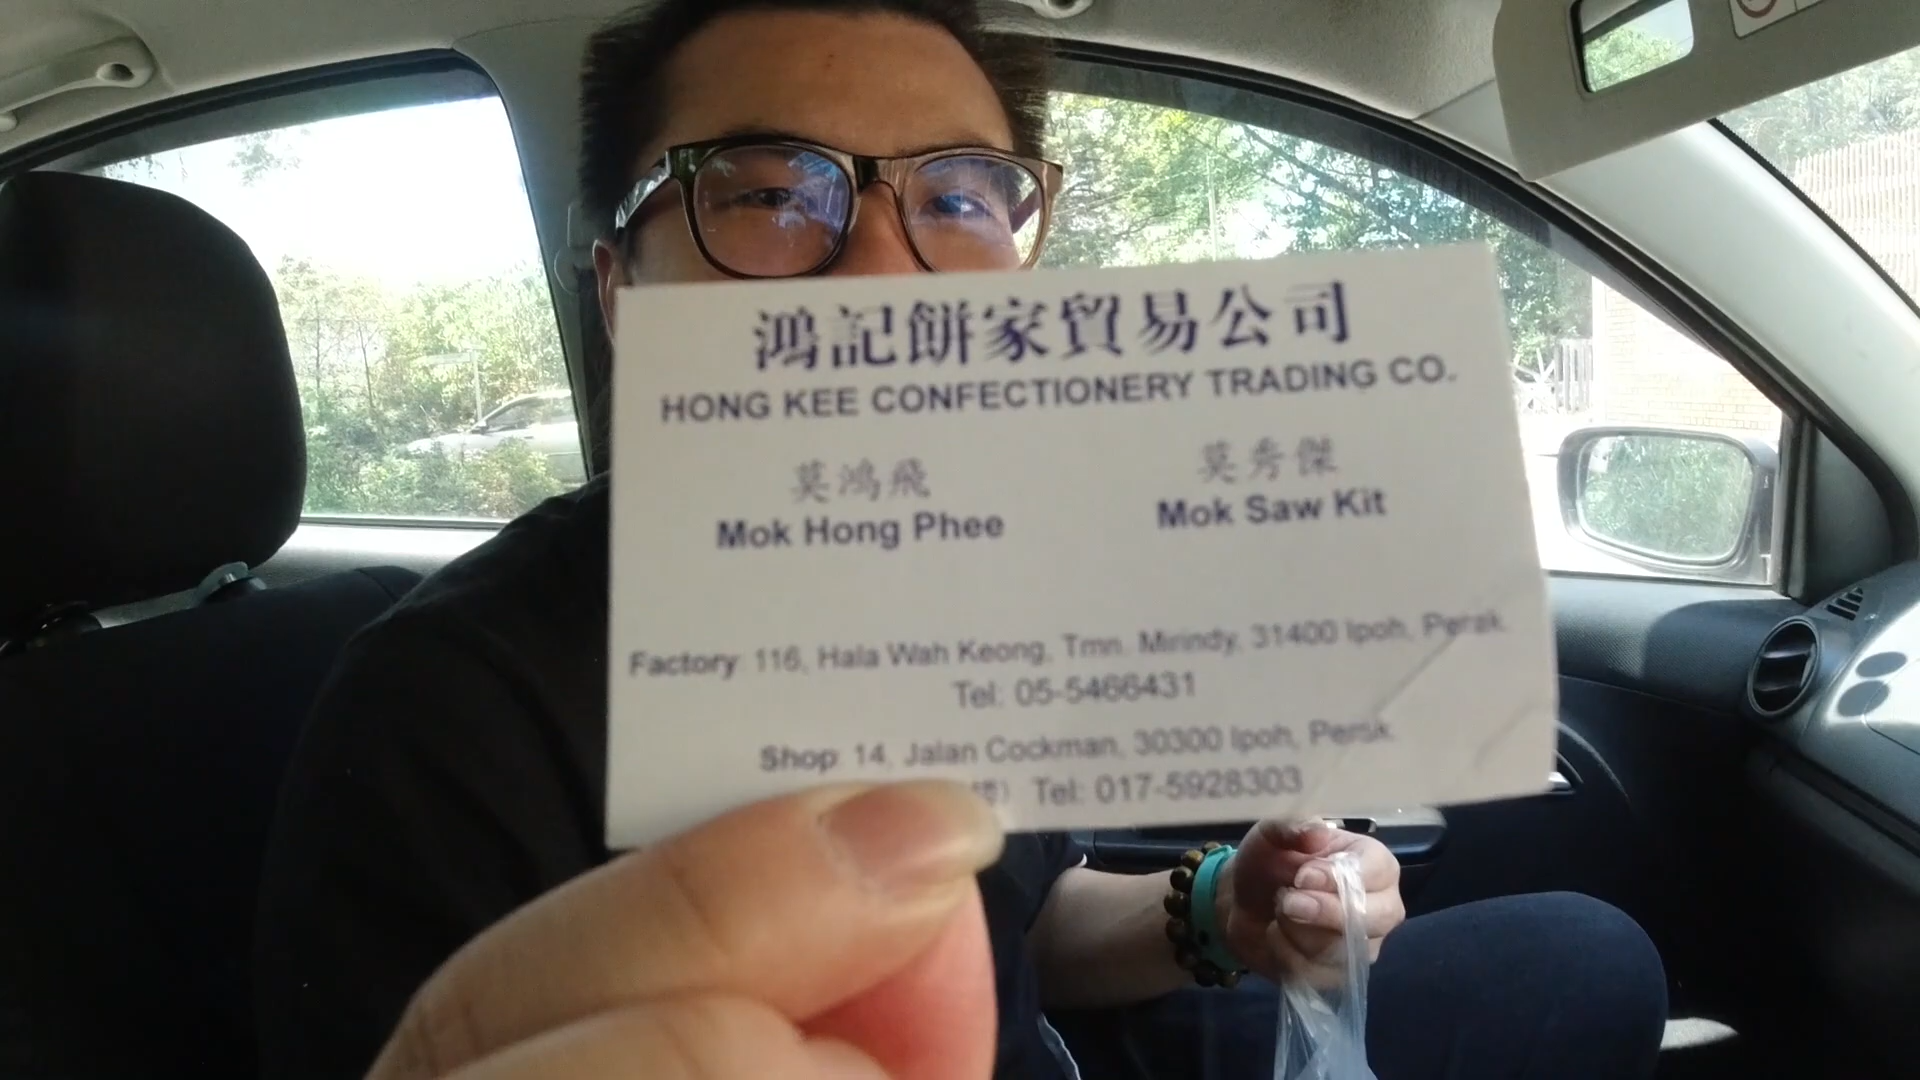 鴻記餅家貿易公司
HONG KEE CONFECTIONERY TRADING CO.
莫鴻飛 莫秀傑
Mok Hong Phee Mok Saw Kit
Factory: 116, Hala Wah Keong, Tmn. Mirindy, 31400 Ipoh, Perak
Tel: 05-5466431
Shop: 14, Jalan Cockman, 30300 Ipoh, Perak
Tel: 017-5928303